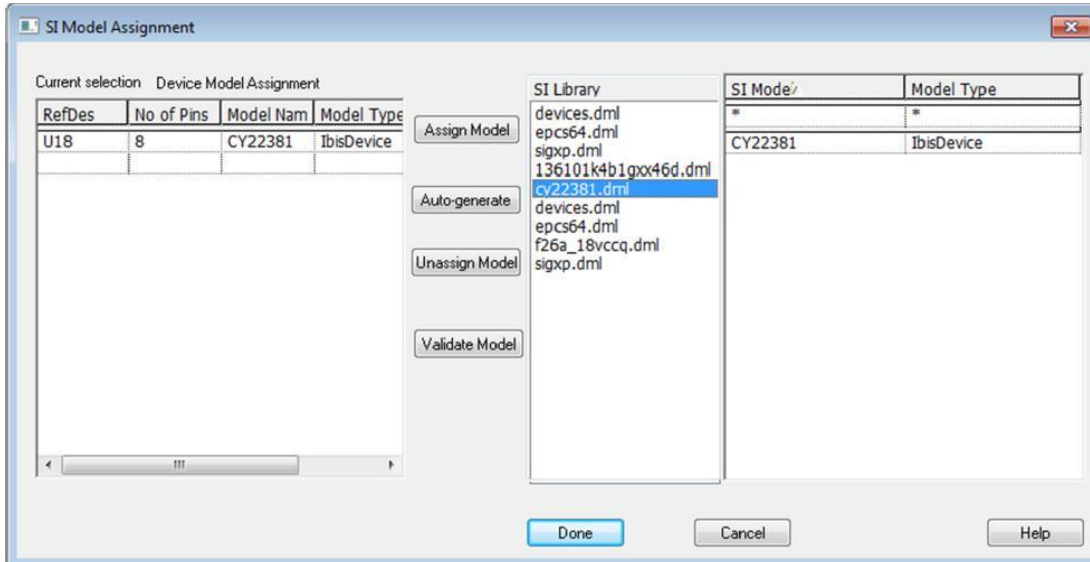 SI Model Assignment
Current selection Device Model Assignment
RefDes No of Pins Model Nam Model Type
U18 8 CY22381 IbisDevice
Assign Model
Auto-generate
Unassign Model
Validate Model
SI Library
devices.dml
epcs64.dml
sigxp.dml
136101k4b1gxx46d.dml
cy22381.dml
devices.dml
epcs64.dml
f26a_18vccq.dml
sigxp.dml
SI Model Model Type
* *
CY22381 IbisDevice
Done Cancel Help